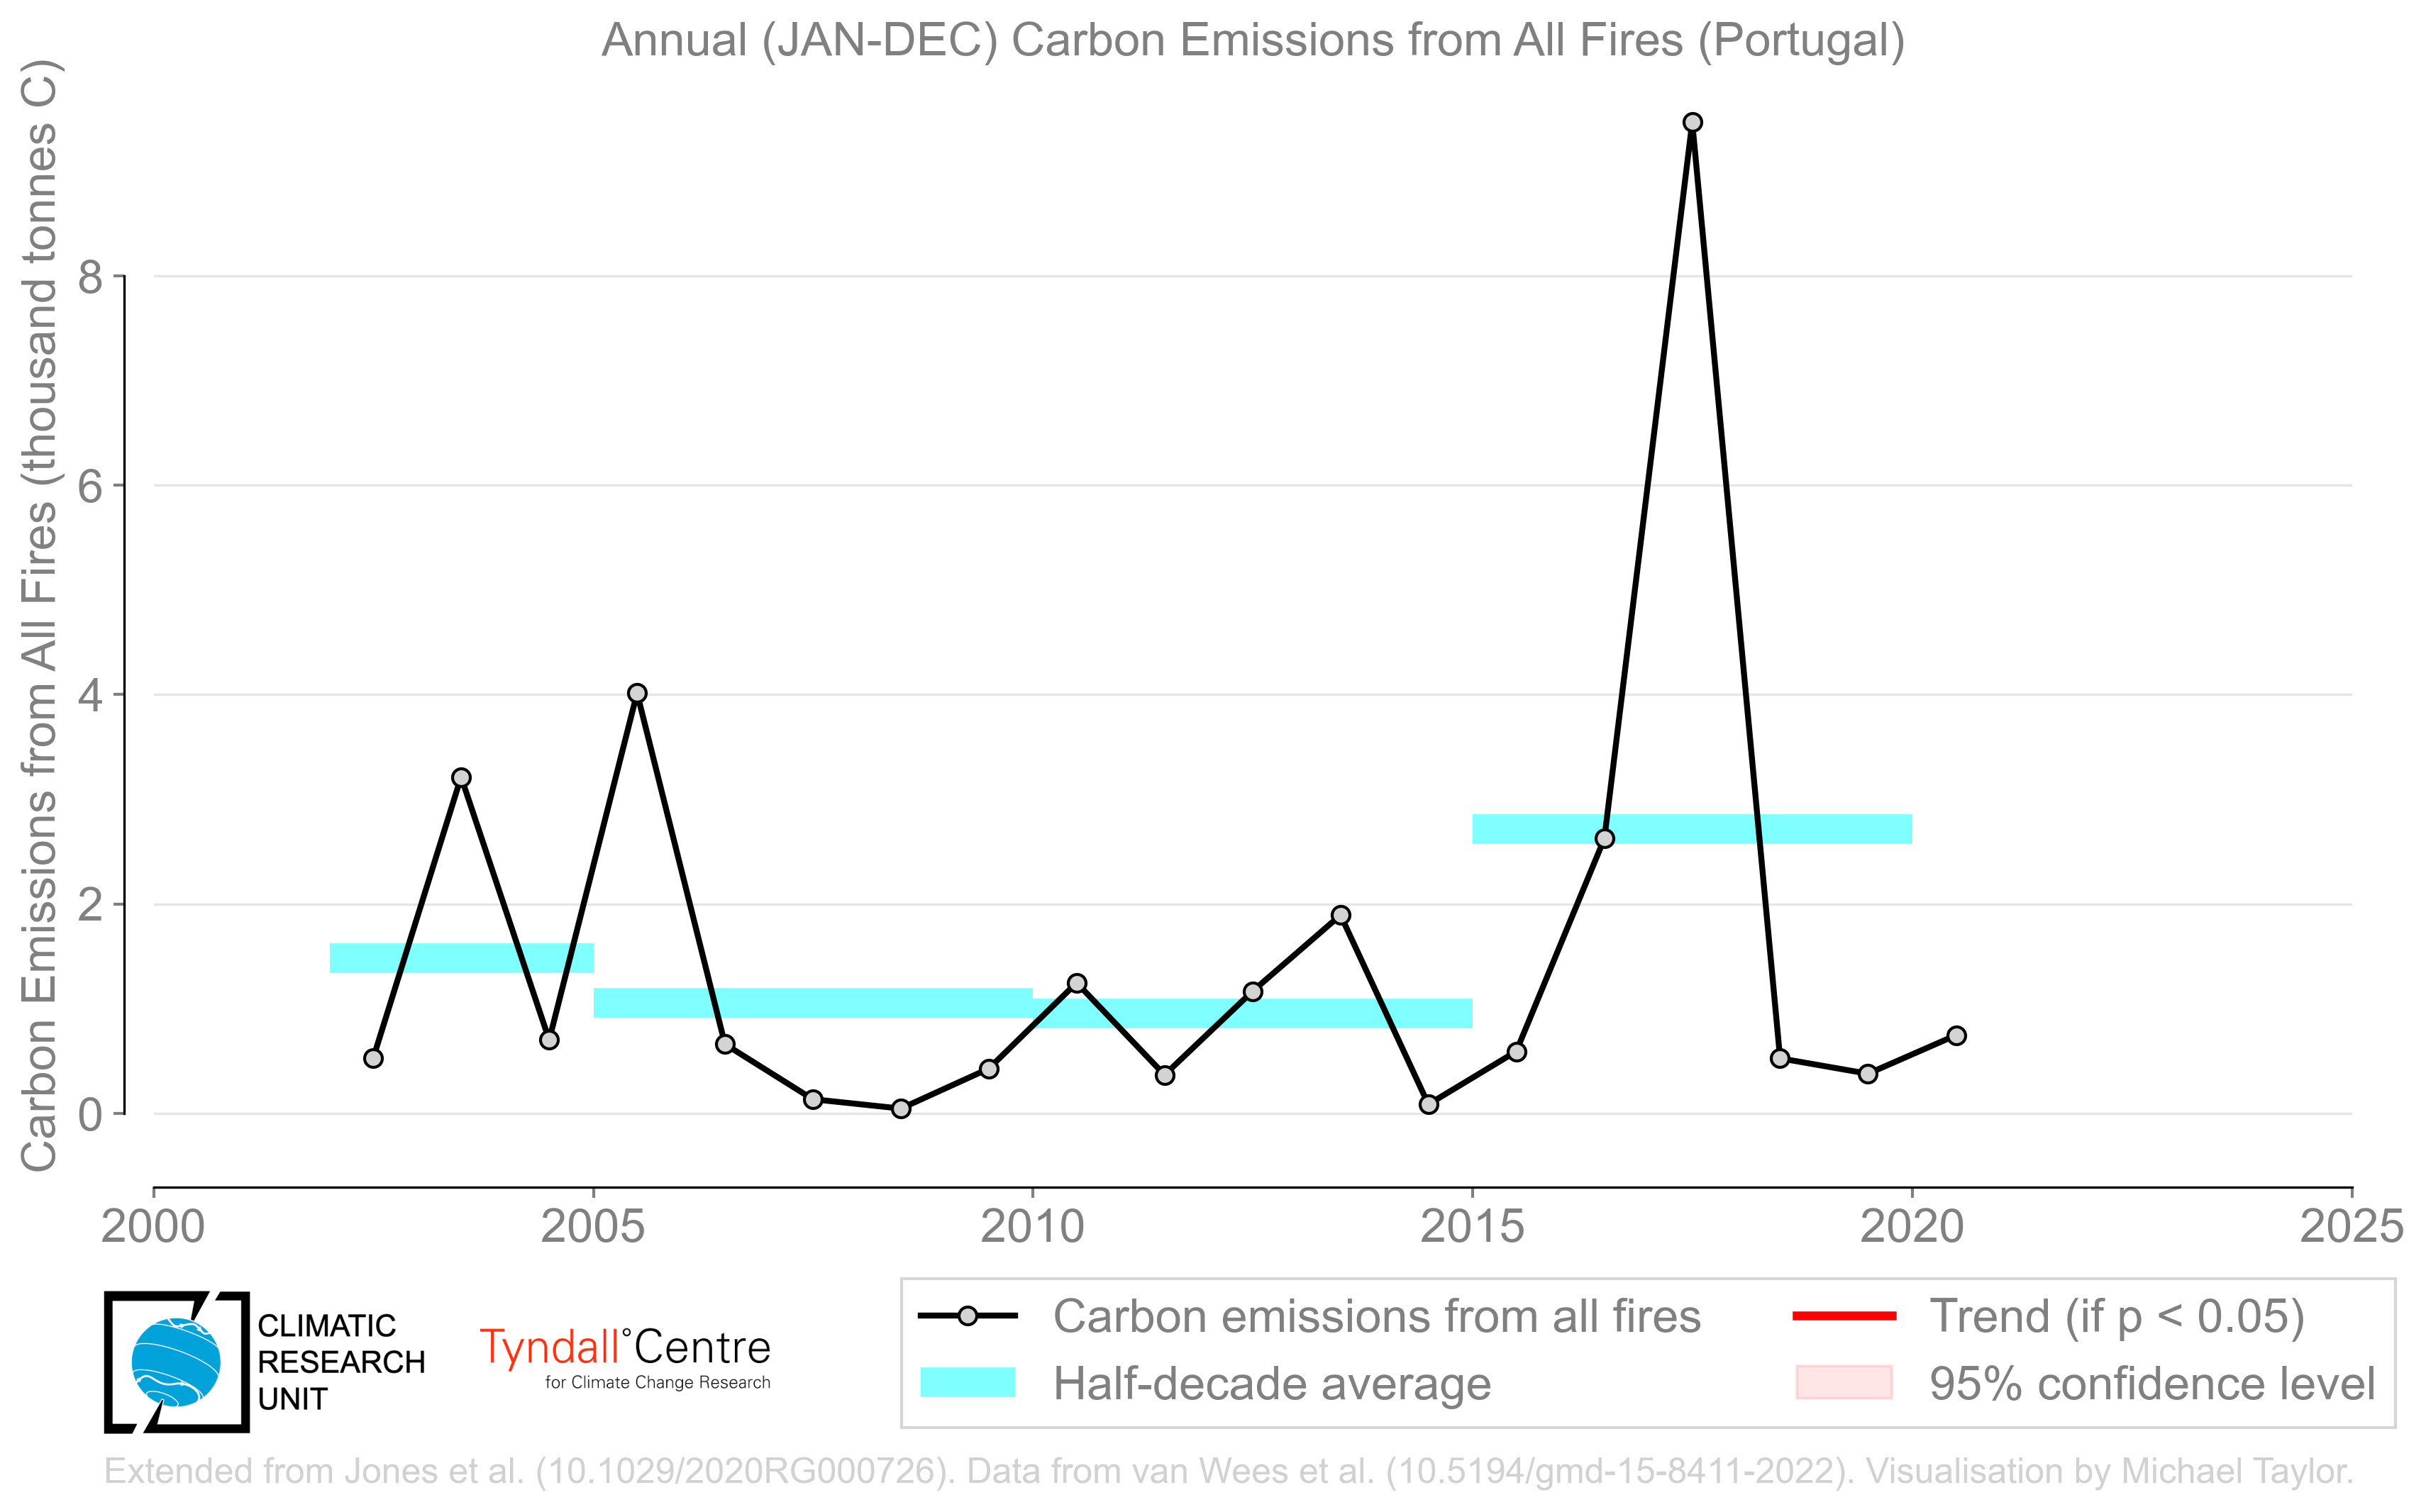 Annual (JAN-DEC) Carbon Emissions from All Fires (Portugal)
Carbon Emissions from All Fires (thousand tonnes C)
8
6
4
2
0
2000
2005
2010
2015
2020
2025
CLIMATIC
RESEARCH
UNIT
Tyndall°Centre
for Climate Change Research
Carbon emissions from all fires
Half-decade average
Trend (if p < 0.05)
95% confidence level
Extended from Jones et al. (10.1029/2020RG000726). Data from van Wees et al. (10.5194/gmd-15-8411-2022). Visualisation by Michael Taylor.